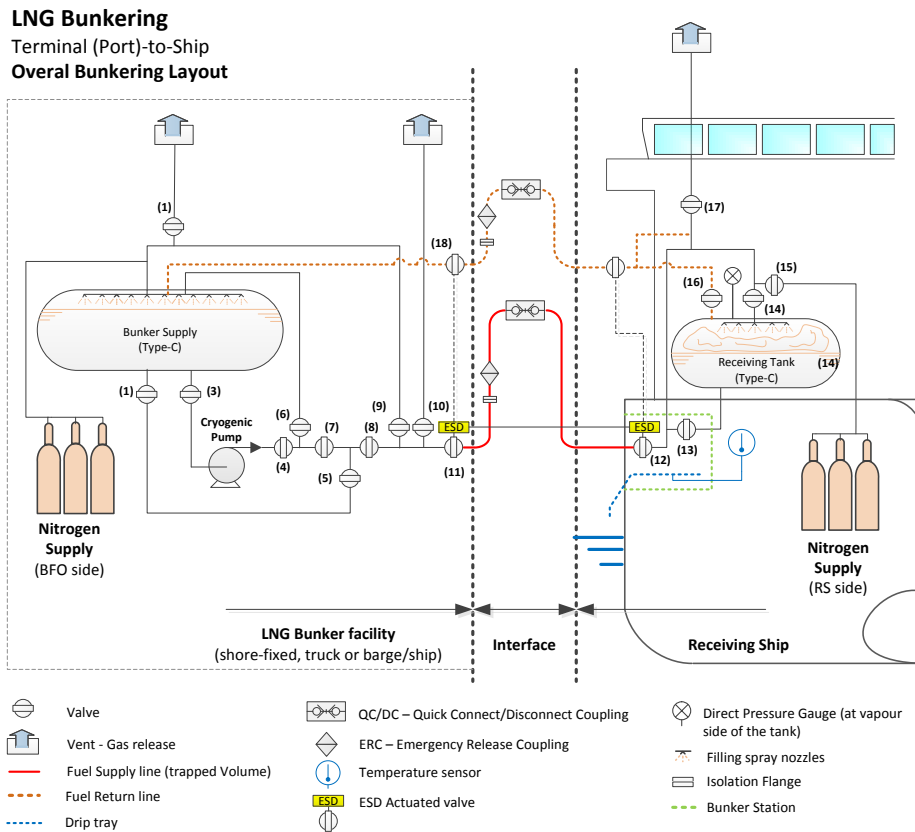 LNG Bunkering
Terminal (Port)-to-Ship
Overal Bunkering Layout
(1)
(17)
(18)
(15)
(16)
(14)
Bunker Supply
(Type-C)
Receiving Tank
(Type-C)
(14)
(1)
(3)
(6)
(7)
(8)
(9)
(10)
ESD
ESD
Cryogenic
Pump
(4)
(5)
(11)
(12)
(13)
Nitrogen
Supply
(BFO side)
Nitrogen
Supply
(RS side)
LNG Bunker facility
(shore-fixed, truck or barge/ship)
Interface
Receiving Ship
Valve
Vent - Gas release
Fuel Supply line (trapped Volume)
Fuel Return line
Drip tray
QC/DC – Quick Connect/Disconnect Coupling
ERC – Emergency Release Coupling
Temperature sensor
ESD
ESD Actuated valve
Direct Pressure Gauge (at vapour
side of the tank)
Filling spray nozzles
Isolation Flange
Bunker Station